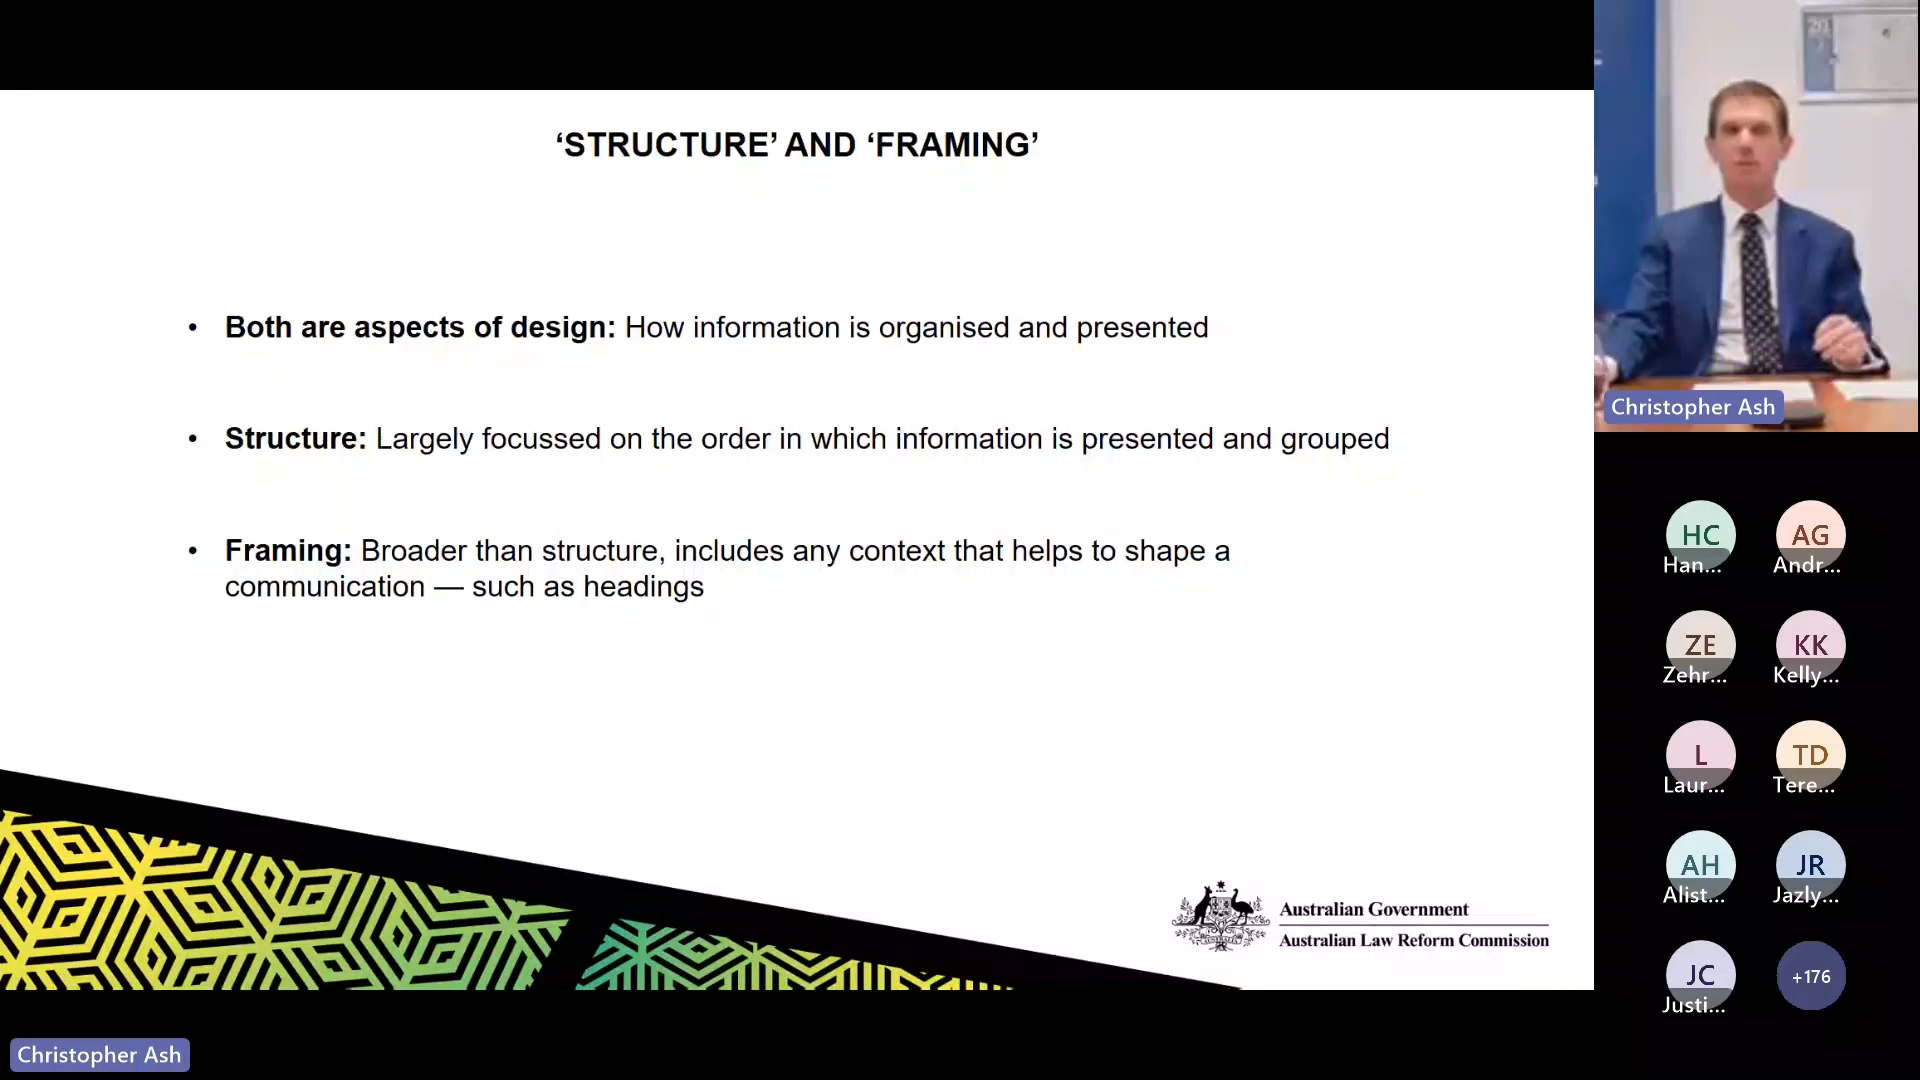 ‘STRUCTURE’ AND ‘FRAMING’
• Both are aspects of design: How information is organised and presented
• Structure: Largely focussed on the order in which information is presented and grouped
• Framing: Broader than structure, includes any context that helps to shape a
communication — such as headings
Australian Government
Australian Law Reform Commission
Christopher Ash
Christopher Ash
HC
Han...
AG
Andr...
ZE
Zehr...
KK
Kelly...
L
Laur...
TD
Tere...
AH
Alist...
JR
Jazly...
JC
Justi...
+176